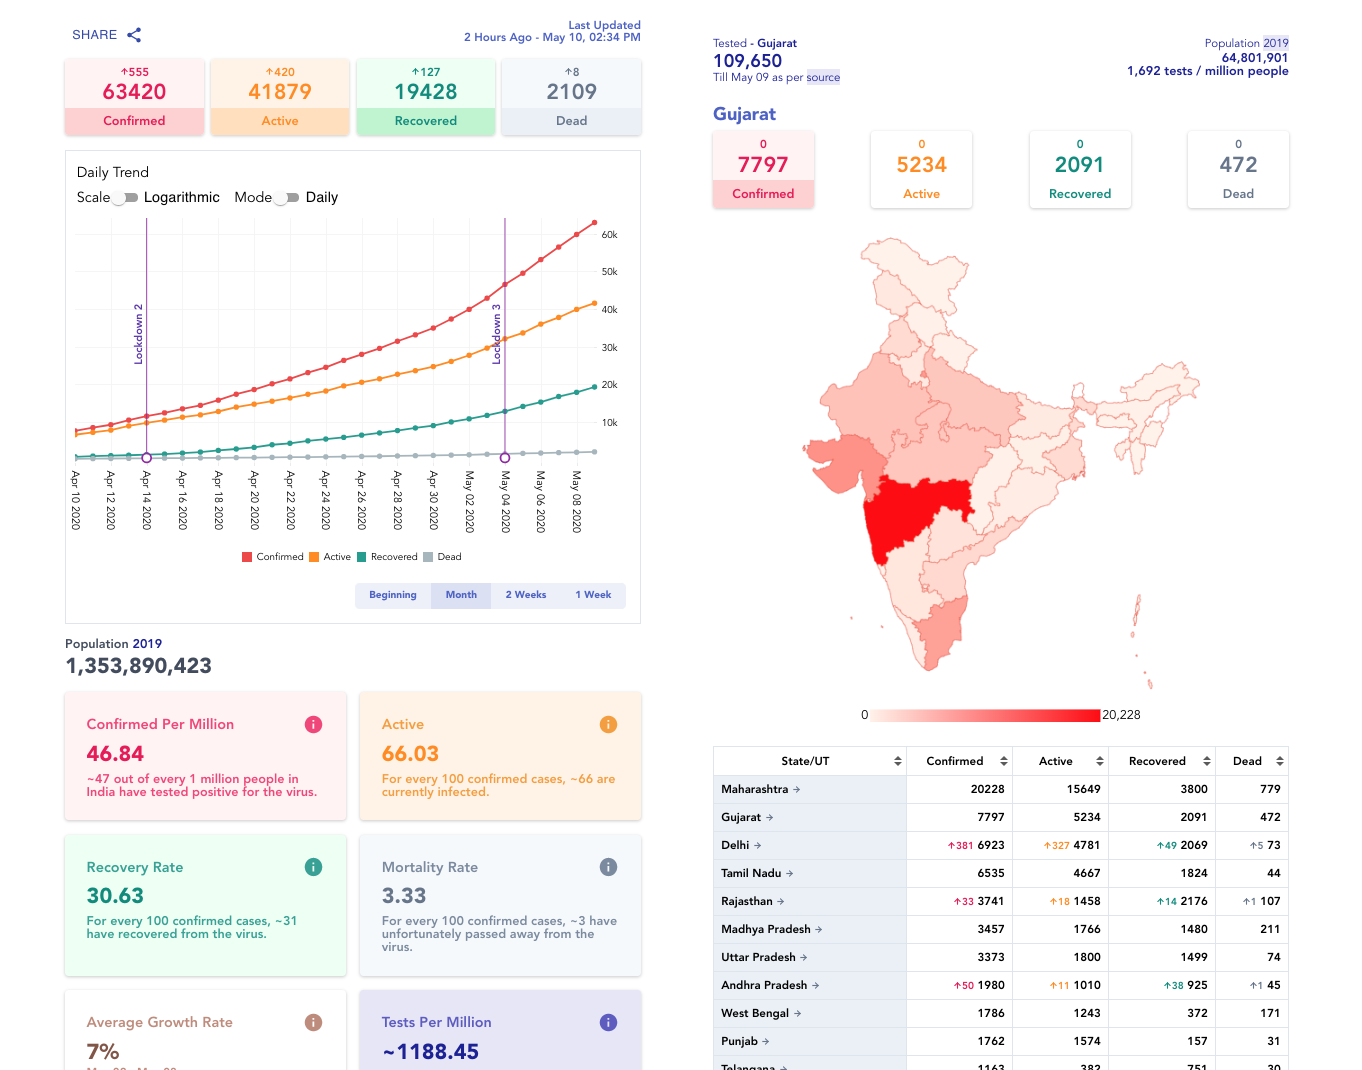 SHARE
Last Updated
2 Hours Ago - May 10, 02:34 PM
↑555 ↑420 ↑127 ↑8
63420 41879 19428 2109
Confirmed Active Recovered Dead
Daily Trend
Scale Logarithmic Mode Daily
60k
50k
40k
30k
20k
10k
Lockdown 2
Lockdown 3
Apr 10 2020 Apr 12 2020 Apr 14 2020 Apr 16 2020 Apr 18 2020 Apr 20 2020 Apr 22 2020 Apr 24 2020 Apr 26 2020 Apr 28 2020 Apr 30 2020 May 02 2020 May 04 2020 May 06 2020 May 08 2020
Confirmed Active Recovered Dead
Beginning Month 2 Weeks 1 Week
Population 2019
1,353,890,423
Confirmed Per Million
46.84
~47 out of every 1 million people in
India have tested positive for the virus.
Active
66.03
For every 100 confirmed cases, ~66 are
currently infected.
Recovery Rate
30.63
For every 100 confirmed cases, ~31
have recovered from the virus.
Mortality Rate
3.33
For every 100 confirmed cases, ~3 have
unfortunately passed away from the
virus.
Average Growth Rate
7%
Tests Per Million
~1188.45
Tested - Gujarat
109,650
Till May 09 as per source
Population 2019
64,801,901
1,692 tests / million people
Gujarat
0 0 0 0
7797 5234 2091 472
Confirmed Active Recovered Dead
0 20,228
State/UT Confirmed Active Recovered Dead
Maharashtra → 20228 15649 3800 779
Gujarat → 7797 5234 2091 472
Delhi → ↑381 6923 ↑327 4781 ↑49 2069 ↑5 73
Tamil Nadu → 6535 4667 1824 44
Rajasthan → ↑33 3741 ↑18 1458 ↑14 2176 ↑1 107
Madhya Pradesh → 3457 1766 1480 211
Uttar Pradesh → 3373 1800 1499 74
Andhra Pradesh → ↑50 1980 ↑11 1010 ↑38 925 ↑1 45
West Bengal → 1786 1243 372 171
Punjab → 1762 1574 157 31
Telangana → 1163 382 751 30